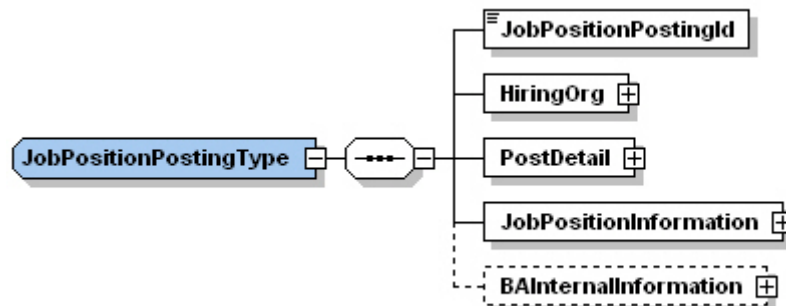 JobPositionPostingId
HiringOrg
JobPositionPostingType
PostDetail
JobPositionInformation
BAInternalInformation